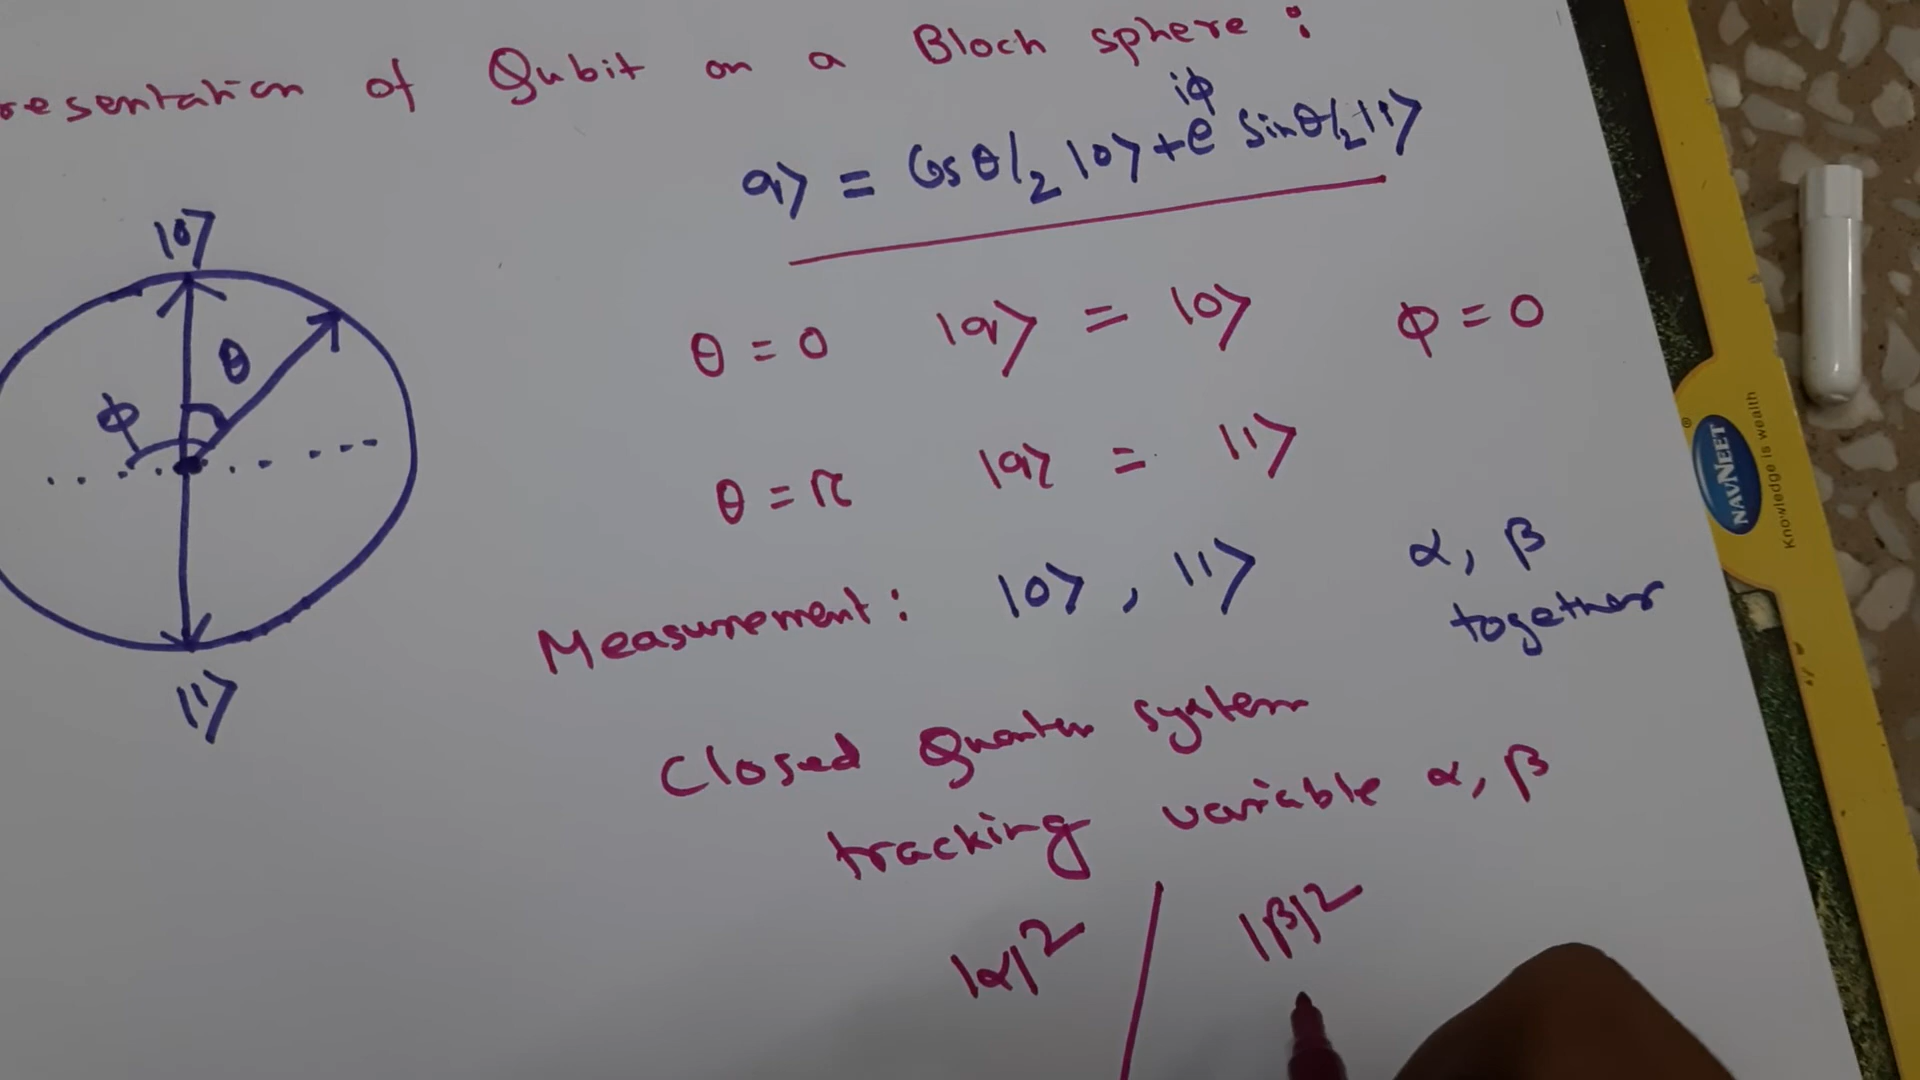 resentation of Qubit on a Bloch sphere :
q⟩ = Cos θ/2 |0⟩ + e^iϕ sin θ/2 |1⟩
|0⟩
θ
ϕ
|1⟩
θ = 0 |q⟩ = |0⟩ ϕ = 0
θ = π |q⟩ = |1⟩
Measurement : |0⟩ , |1⟩ α, β
together
Closed Quantum system
tracking variable α, β
|α|² / |β|²
NAVNEET
®
Knowledge is wealth